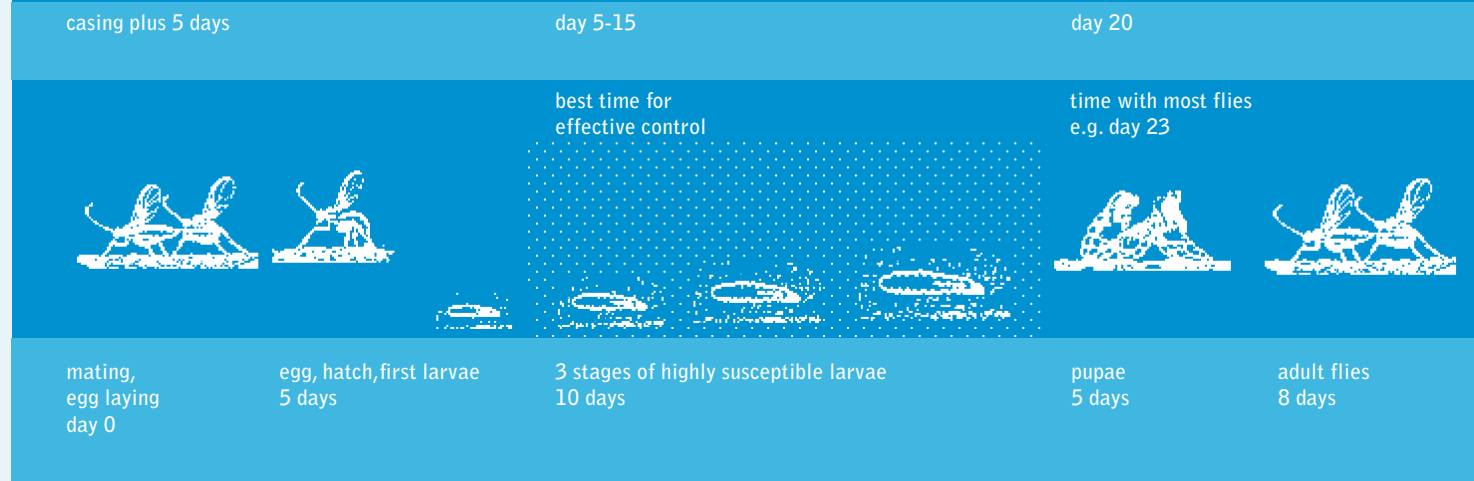 casing plus 5 days
day 5-15
day 20
best time for
effective control
time with most flies
e.g. day 23
mating,
egg laying
day 0
egg, hatch,first larvae
5 days
3 stages of highly susceptible larvae
10 days
pupae
5 days
adult flies
8 days